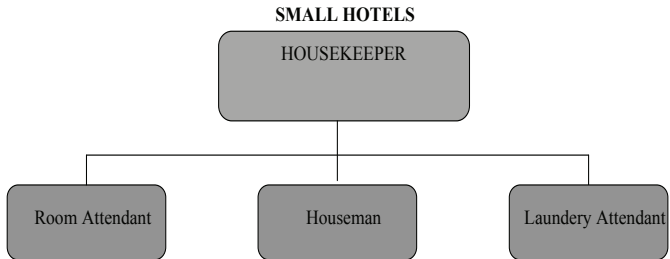 SMALL HOTELS
HOUSEKEEPER
Room Attendant
Houseman
Laundery Attendant